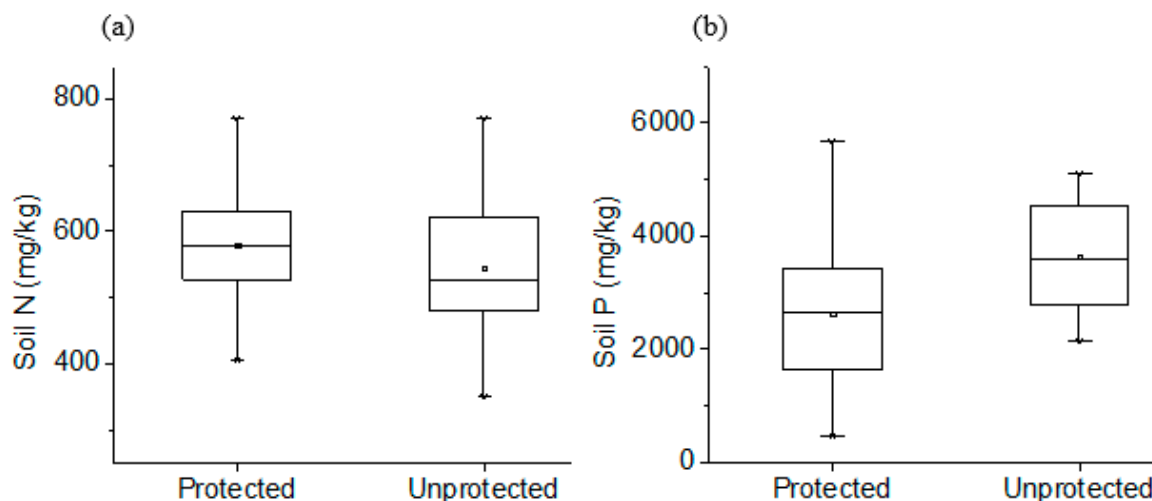 (a)
800
600
400
Soil N (mg/kg)
Protected
Unprotected
(b)
6000
4000
2000
0
Soil P (mg/kg)
Protected
Unprotected